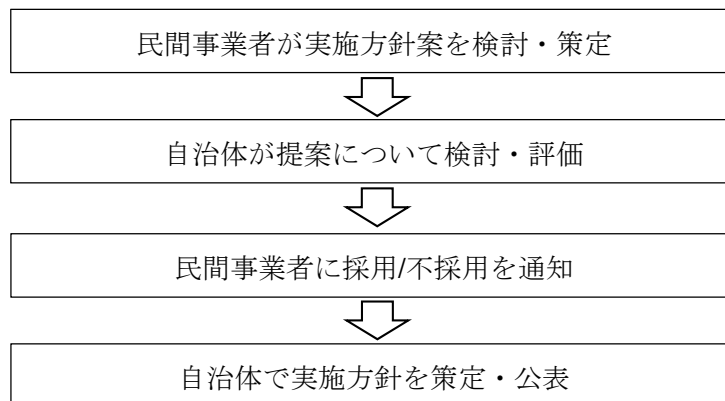 民間事業者が実施方針案を検討・策定
自治体が提案について検討・評価
民間事業者に採用/不採用を通知
自治体で実施方針を策定・公表